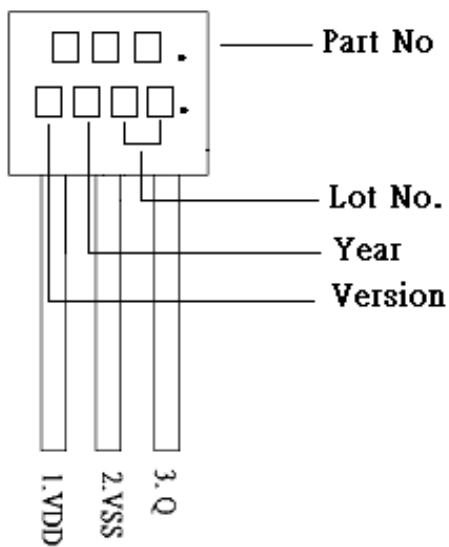 Part No
Lot No.
Year
Version
1.VDD
2.VSS
3.Q